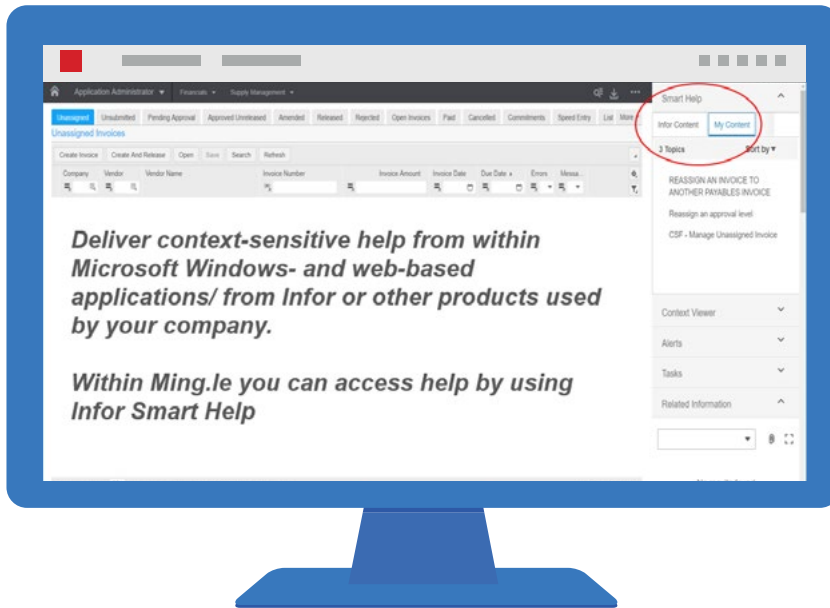 Application Administrator Financials Supply Management
Unassigned Unsubmitted Pending Approval Approved Unreleased Amended Released Rejected Open Invoices Paid Cancelled Commitments Speed Entry List More
Unassigned Invoices
Create Invoice Create And Release Open Save Search Refresh
Company Vendor Vendor Name Invoice Number Invoice Amount Invoice Date Due Date Errors Messa...
Deliver context-sensitive help from within
Microsoft Windows- and web-based
applications/ from Infor or other products used
by your company.
Within Ming.le you can access help by using
Infor Smart Help
Smart Help
Infor Content My Content
3 Topics Sort by
REASSIGN AN INVOICE TO
ANOTHER PAYABLES INVOICE
Reassign an approval level
CSF - Manage Unassigned Invoice
Context Viewer
Alerts
Tasks
Related Information